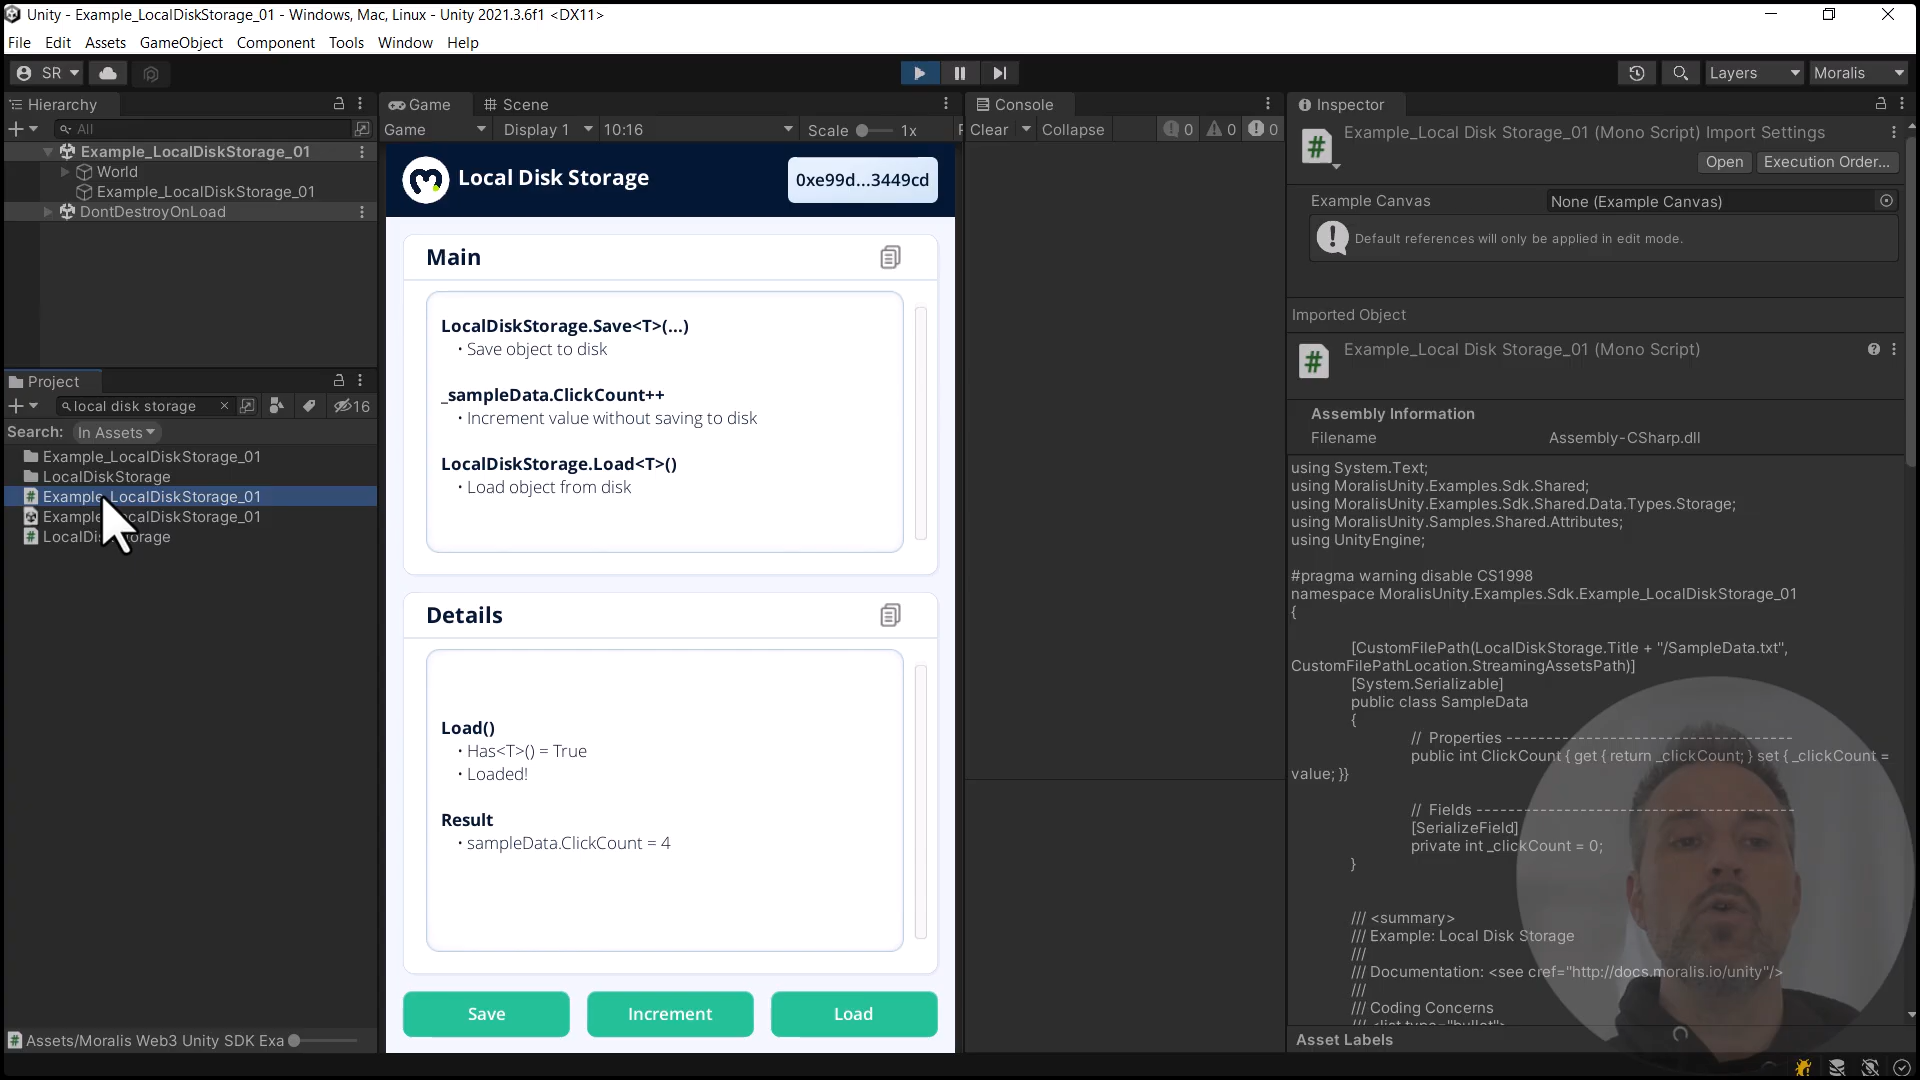 Unity - Example_LocalDiskStorage_01 - Windows, Mac, Linux - Unity 2021.3.6f1 <DX11>
File Edit Assets GameObject Component Tools Window Help
SR
Layers
Moralis
Hierarchy
All
Example_LocalDiskStorage_01
World
Example_LocalDiskStorage_01
DontDestroyOnLoad
Project
local disk storage
16
Search: In Assets
Example_LocalDiskStorage_01
LocalDiskStorage
Example_LocalDiskStorage_01
LocalDi
orage
Assets/Moralis Web3 Unity SDK Exa
Game
Scene
Game
Display 1
10:16
Scale
1x
Local Disk Storage
0xe99d...3449cd
Main
LocalDiskStorage.Save<T>(...)
• Save object to disk
_sampleData.ClickCount++
• Increment value without saving to disk
LocalDiskStorage.Load<T>()
• Load object from disk
Details
Load()
• Has<T>() = True
• Loaded!
Result
• sampleData.ClickCount = 4
Save
Increment
Load
Console
Clear
Collapse
0
0
0
Inspector
Example_Local Disk Storage_01 (Mono Script) Import Settings
Open
Execution Order...
Example Canvas
None (Example Canvas)
Default references will only be applied in edit mode.
Imported Object
Example_Local Disk Storage_01 (Mono Script)
Assembly Information
Filename Assembly-CSharp.dll
using System.Text;
using MoralisUnity.Examples.Sdk.Shared;
using MoralisUnity.Examples.Sdk.Shared.Data.Types.Storage;
using MoralisUnity.Samples.Shared.Attributes;
using UnityEngine;
#pragma warning disable CS1998
namespace MoralisUnity.Examples.Sdk.Example_LocalDiskStorage_01
{
[CustomFilePath(LocalDiskStorage.Title + "/SampleData.txt",
CustomFilePathLocation.StreamingAssetsPath)]
[System.Serializable]
public class SampleData
{
// Properties ---------------------------------------
public int ClickCount { get { return _clickCount; } set { _clickCount =
value; }}
// Fields -------------------------------------------
[SerializeField]
private int _clickCount = 0;
}
/// <summary>
/// Example: Local Disk Storage
///
/// Documentation: <see cref="http://docs.moralis.io/unity"/>
///
/// Coding Concerns
/// <list type="bullet">
Asset Labels